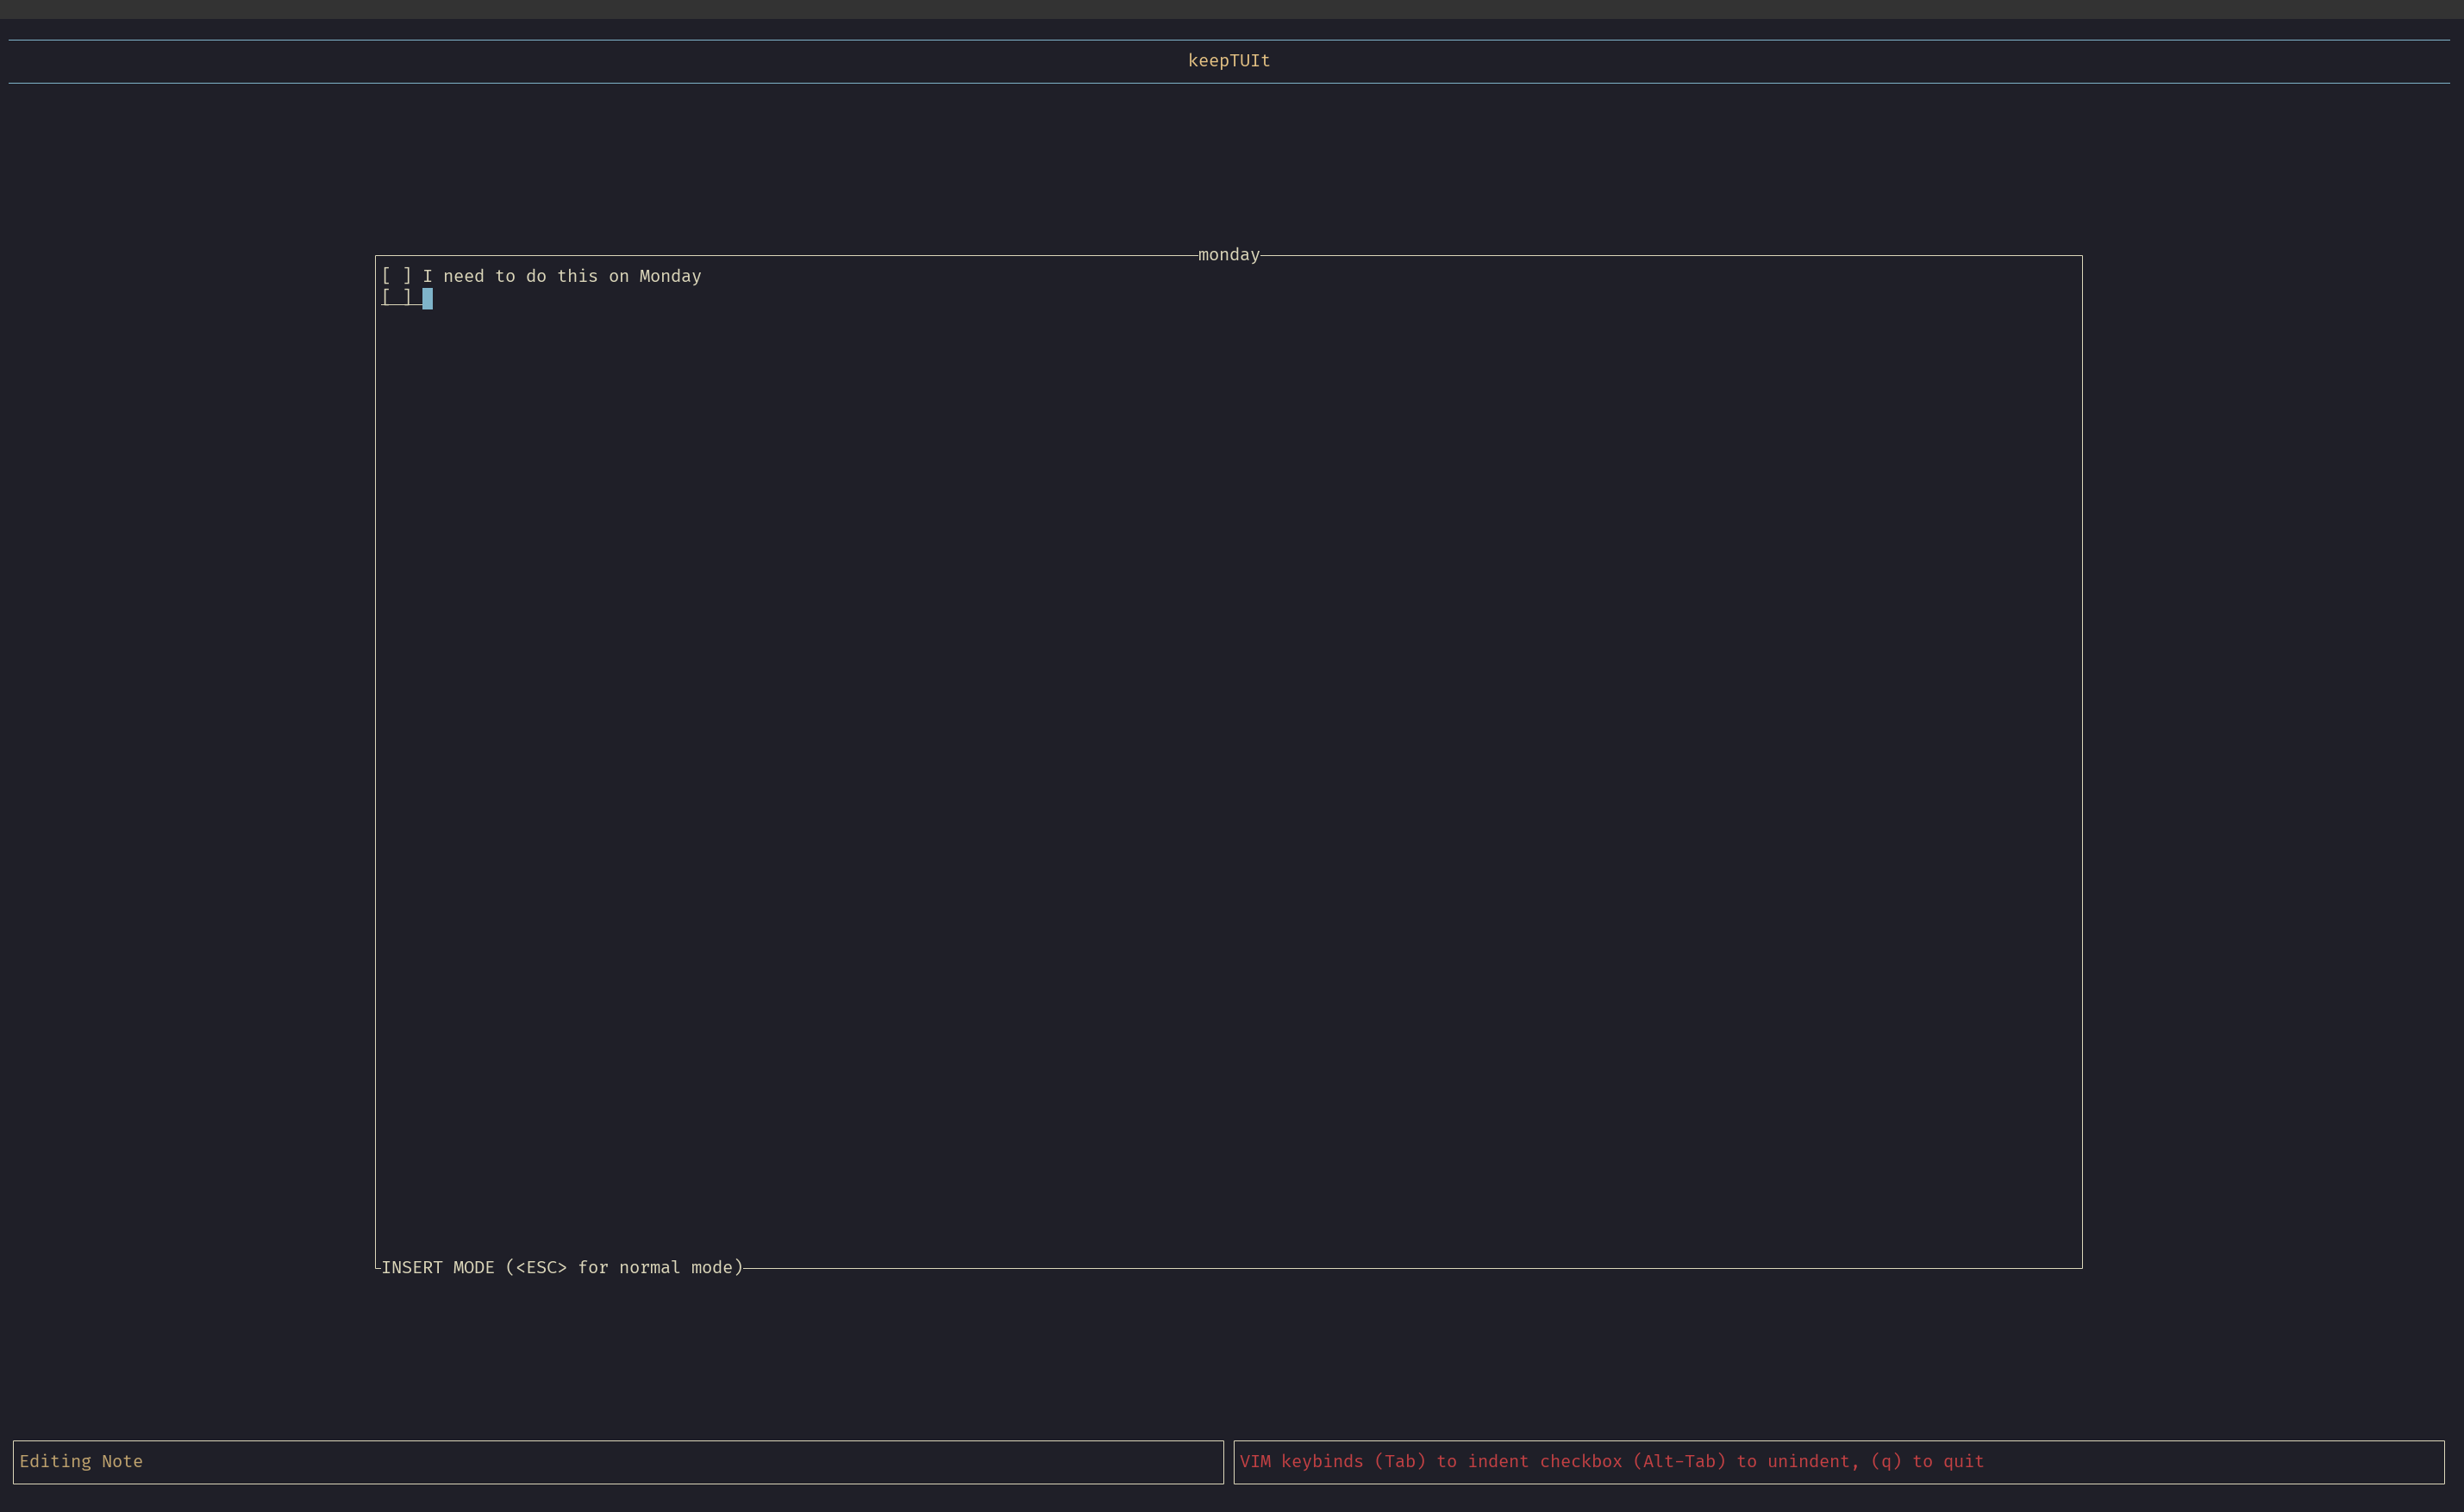 keepTUIt
monday
[ ] I need to do this on Monday
[ ]
INSERT MODE (<ESC> for normal mode)
Editing Note
VIM keybinds (Tab) to indent checkbox (Alt-Tab) to unindent, (q) to quit